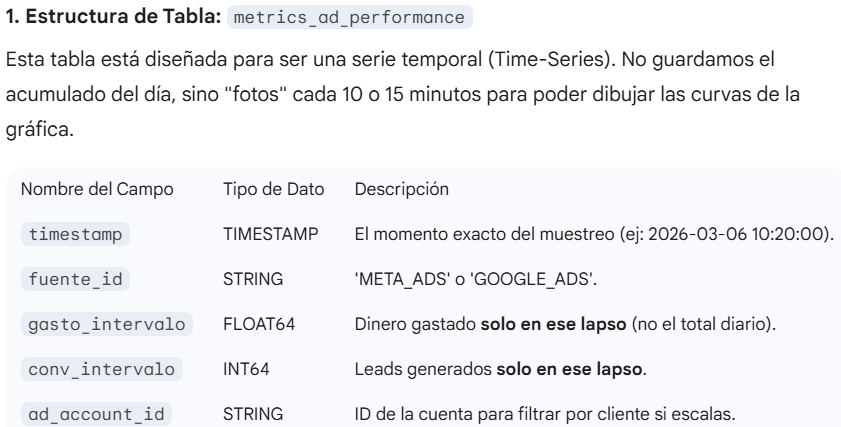 1. Estructura de Tabla: metrics_ad_performance
Esta tabla está diseñada para ser una serie temporal (Time-Series). No guardamos el
acumulado del día, sino "fotos" cada 10 o 15 minutos para poder dibujar las curvas de la
gráfica.
Nombre del Campo Tipo de Dato Descripción
timestamp TIMESTAMP El momento exacto del muestreo (ej: 2026-03-06 10:20:00).
fuente_id STRING 'META_ADS' o 'GOOGLE_ADS'.
gasto_intervalo FLOAT64 Dinero gastado solo en ese lapso (no el total diario).
conv_intervalo INT64 Leads generados solo en ese lapso.
ad_account_id STRING ID de la cuenta para filtrar por cliente si escalas.